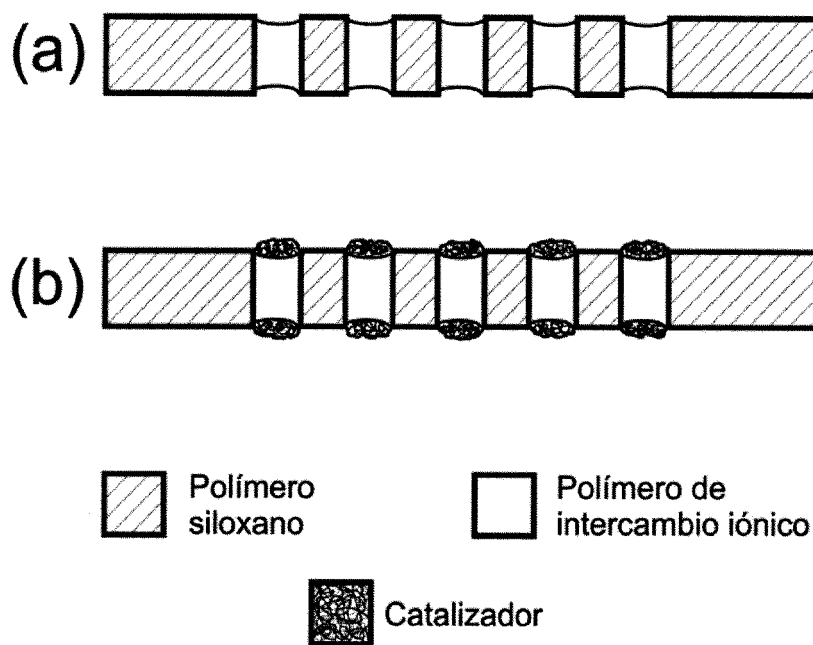 (a)
(b)
Polímero
siloxano
Polímero de
intercambio iónico
Catalizador